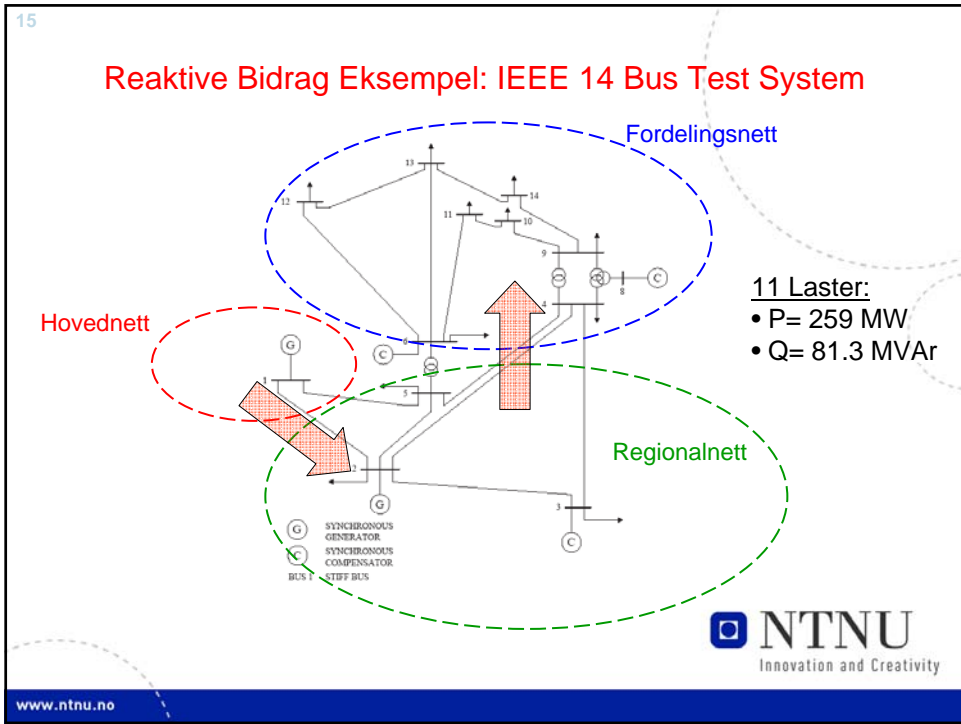 15
Reaktive Bidrag Eksempel: IEEE 14 Bus Test System
Fordelingsnett
13
14
12
11
10
9
8
C
4
11 Laster:
• P= 259 MW
• Q= 81.3 MVAr
Hovednett
G
C
6
1
5
Regionalnett
2
G
3
C
G SYNCHRONOUS GENERATOR
C SYNCHRONOUS COMPENSATOR
BUS 1 STIFF BUS
NTNU
Innovation and Creativity
www.ntnu.no